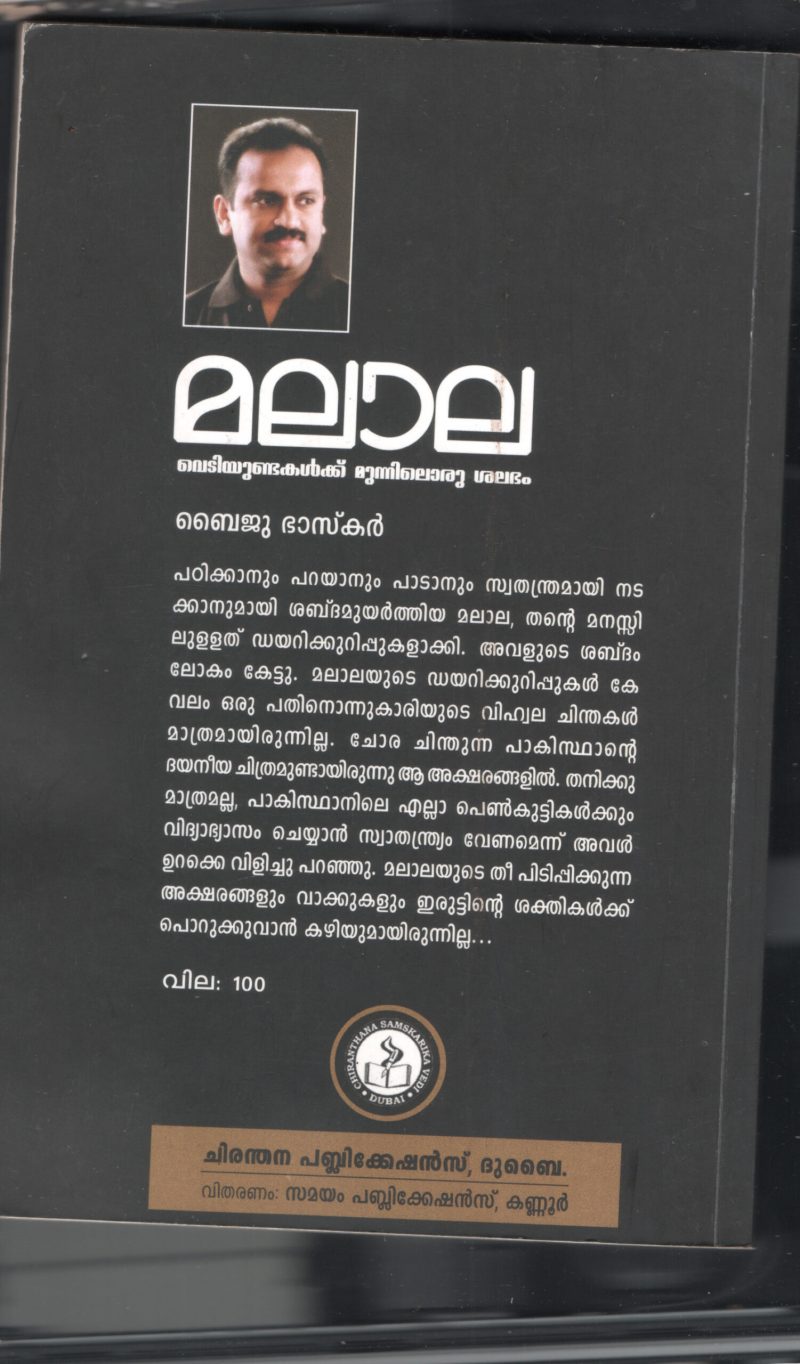 മലാല
വെടിയുണ്ടകൾക്ക് മുന്നിലൊരു ശലഭം
ബൈജു ഭാസ്കർ
പഠിക്കാനും പറയാനും പാടാനും സ്വതന്ത്രമായി നട
ക്കാനുമായി ശബ്ദമുയർത്തിയ മലാല, തന്റെ മനസ്സി
ലുളളത് ഡയറിക്കുറിപ്പുകളാക്കി. അവളുടെ ശബ്ദം
ലോകം കേട്ടു. മലാലയുടെ ഡയറിക്കുറിപ്പുകൾ കേ
വലം ഒരു പതിനൊന്നുകാരിയുടെ വിഹ്വല ചിന്തകൾ
മാത്രമായിരുന്നില്ല. ചോര ചിന്തുന്ന പാകിസ്ഥാന്റെ
ദയനീയ ചിത്രമുണ്ടായിരുന്നു ആ അക്ഷരങ്ങളിൽ. തനിക്കു
മാത്രമല്ല, പാകിസ്ഥാനിലെ എല്ലാ പെൺകുട്ടികൾക്കും
വിദ്യാഭ്യാസം ചെയ്യാൻ സ്വാതന്ത്ര്യം വേണമെന്ന് അവൾ
ഉറക്കെ വിളിച്ചു പറഞ്ഞു. മലാലയുടെ തീ പിടിപ്പിക്കുന്ന
അക്ഷരങ്ങളും വാക്കുകളും ഇരുട്ടിന്റെ ശക്തികൾക്ക്
പൊറുക്കുവാൻ കഴിയുമായിരുന്നില്ല...
വില: 100
CHIRANTHANA SAMSKARIKA VEDI
• DUBAI •
ചിരന്തന പബ്ലിക്കേഷൻസ്, ദുബൈ.
വിതരണം: സമയം പബ്ലിക്കേഷൻസ്, കണ്ണൂർ